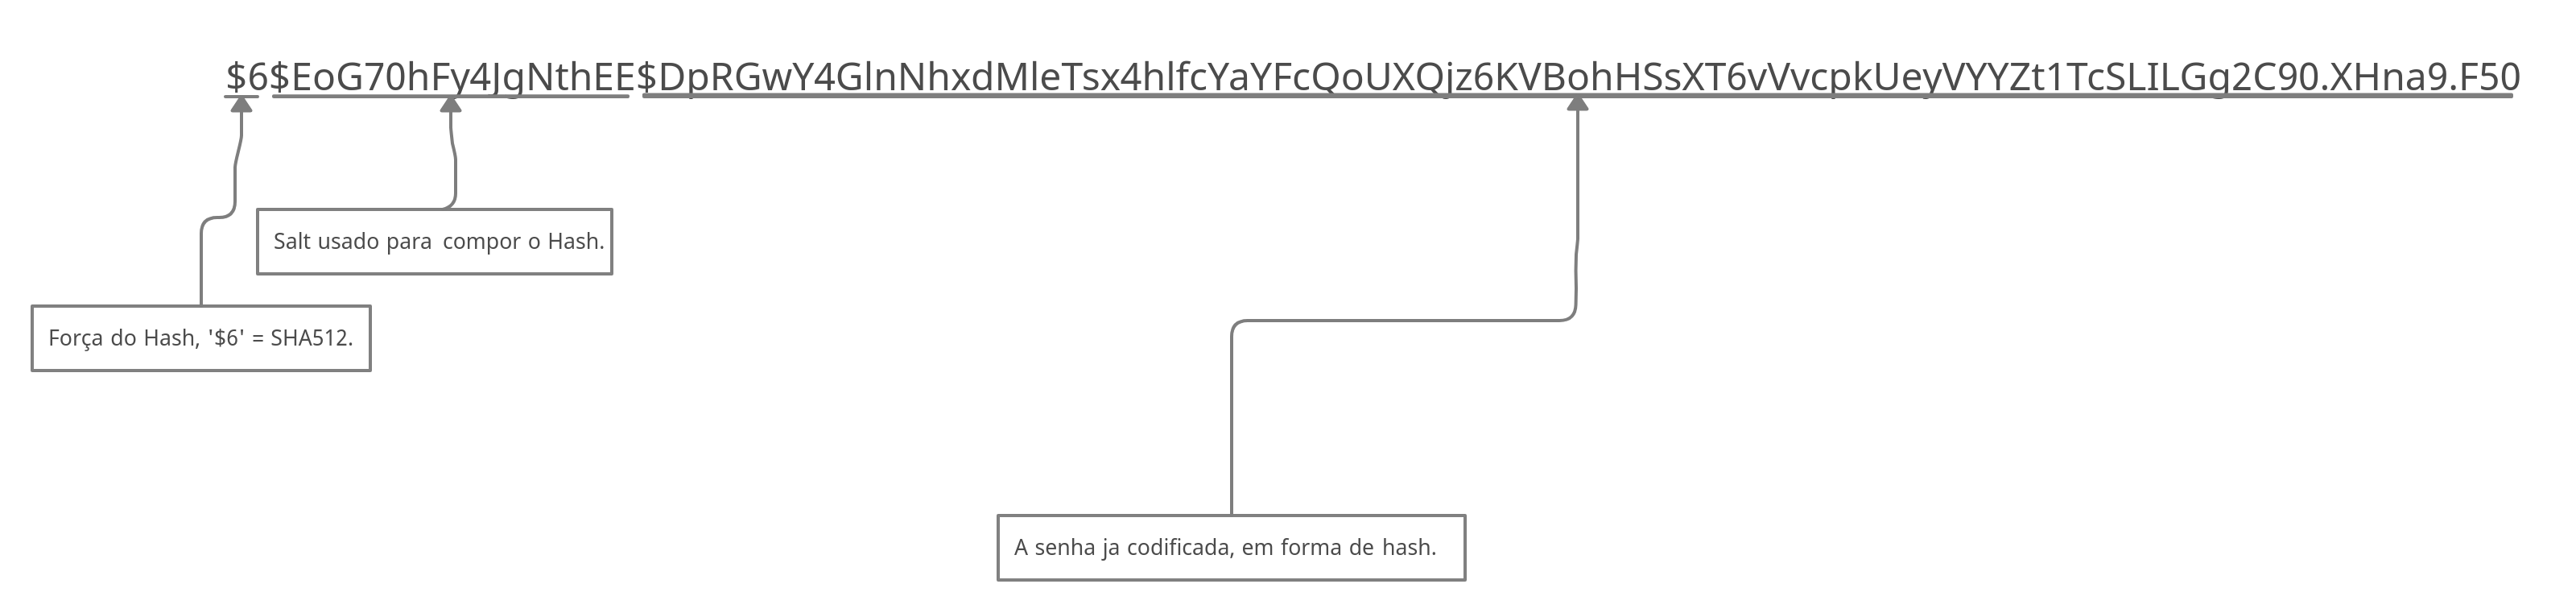 $6$EoG70hFy4JgNthEE$DpRGwY4GlnNhxdMleTsx4hlfcYaYFcQoUXQjz6KVBohHSsXT6vVvcpkUeyVYYZt1TcSLILGg2C90.XHna9.F50
Salt usado para compor o Hash.
Força do Hash, '$6' = SHA512.
A senha ja codificada, em forma de hash.